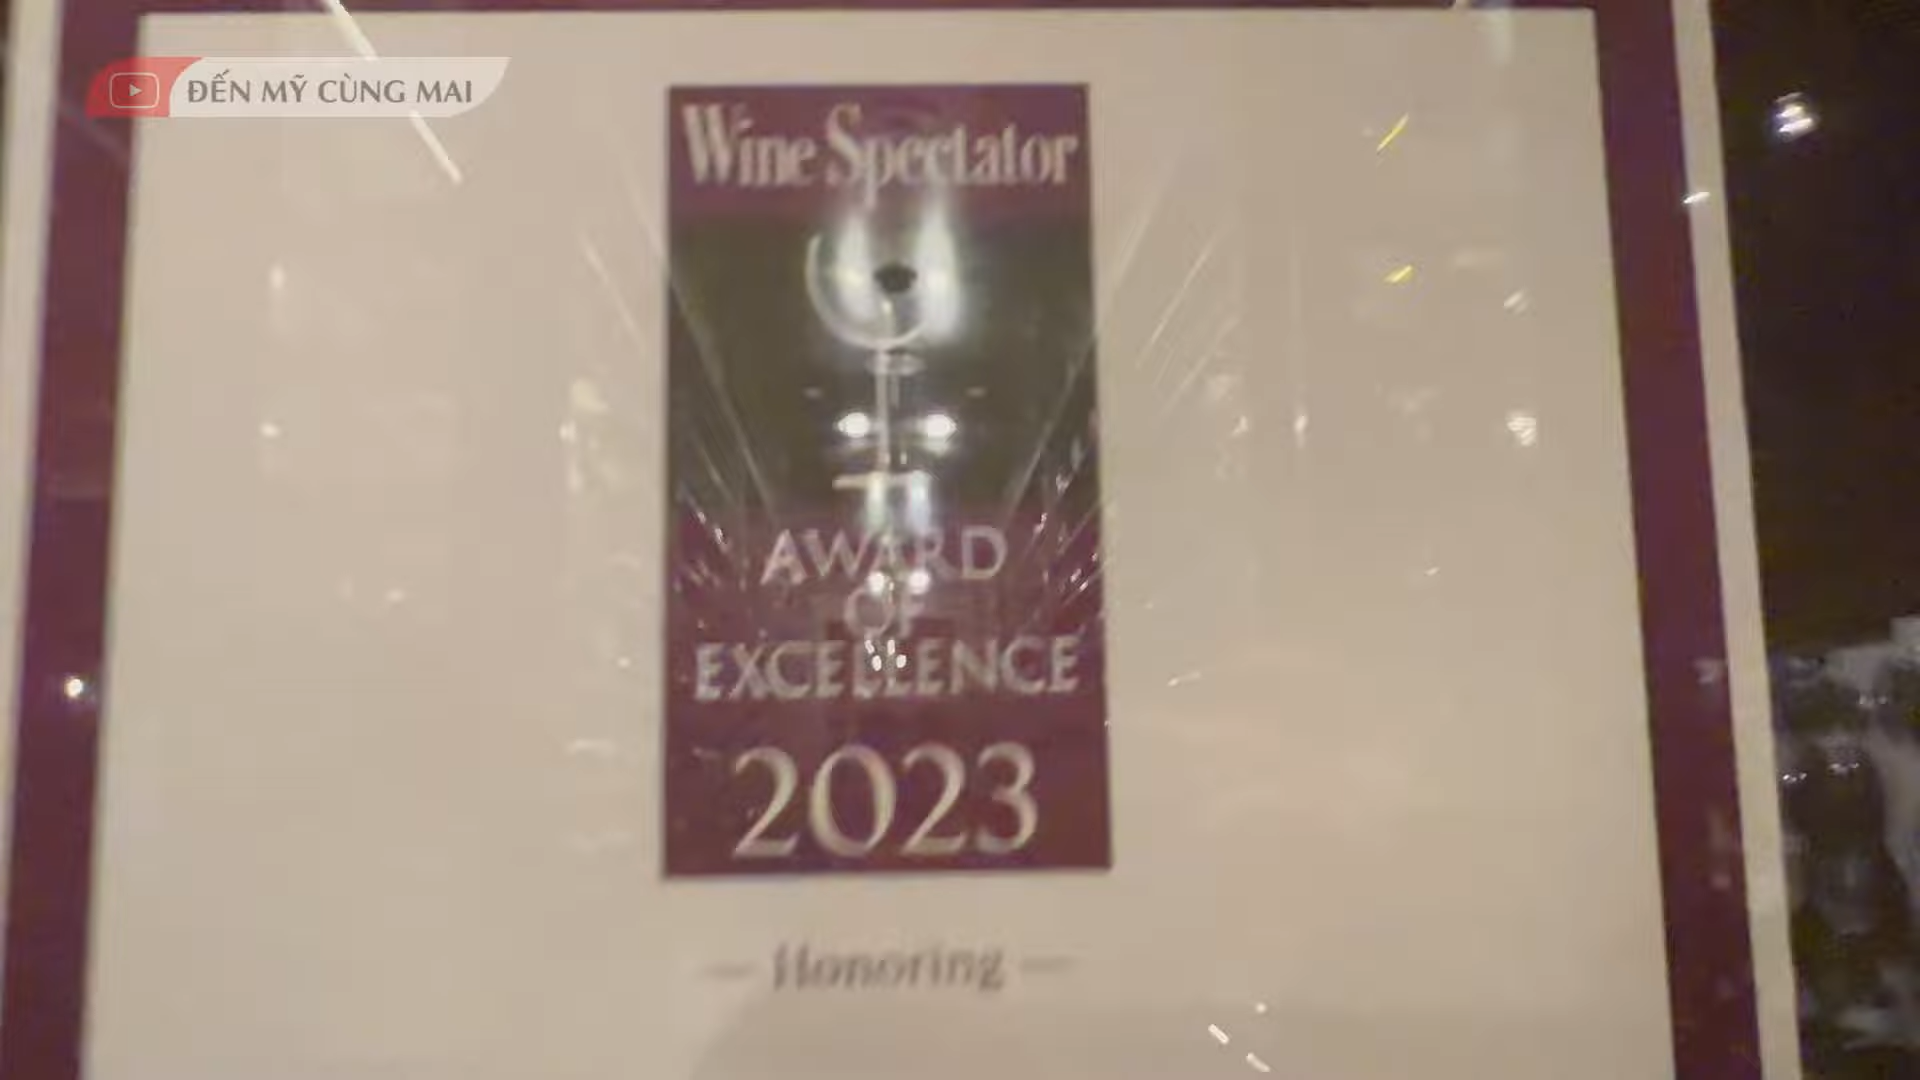 ĐẾN MỸ CÙNG MAI
Wine Spectator
AWARD
OF
EXCELLENCE
2023
— Honoring —